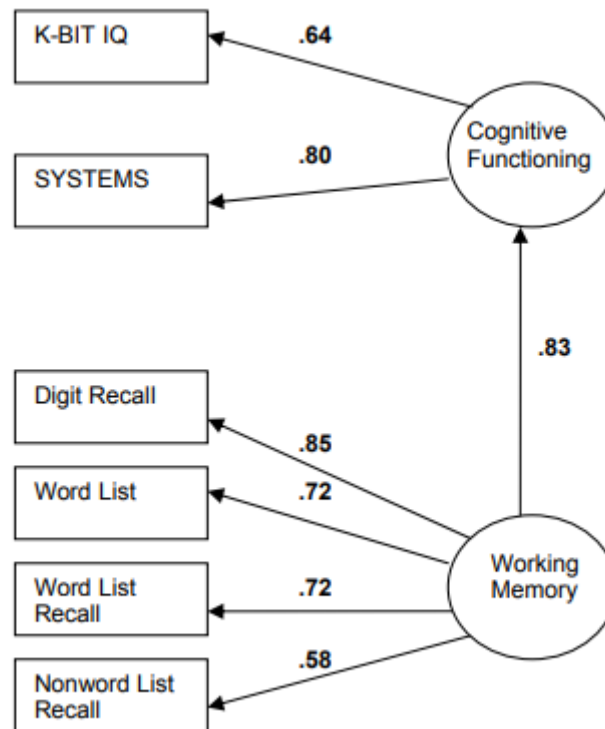 K-BIT IQ
.64
Cognitive
Functioning
SYSTEMS
.80
.83
Digit Recall
.85
Word List
.72
Working
Memory
Word List
Recall
.72
Nonword List
Recall
.58